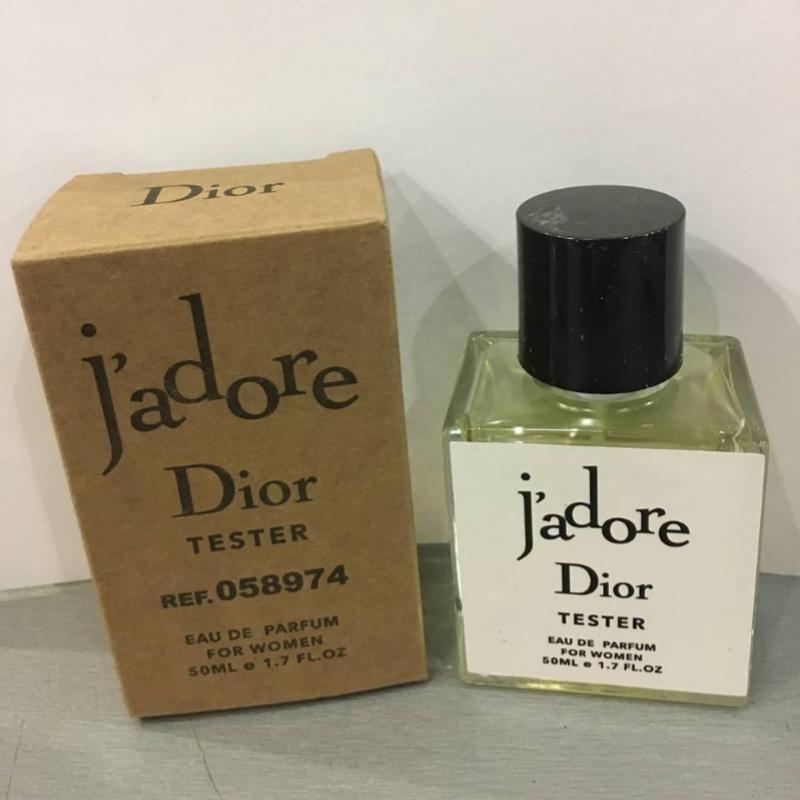 Dior
j'adore
Dior
TESTER
REF.058974
EAU DE PARFUM
FOR WOMEN
50ML e 1.7 FL.OZ
j'adore
Dior
TESTER
EAU DE PARFUM
FOR WOMEN
50ML e 1.7 FL.OZ